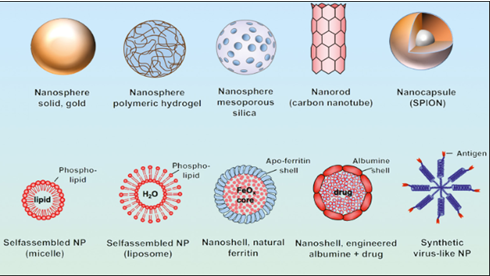 Nanosphere
solid, gold
Nanosphere
polymeric hydrogel
Nanosphere
mesoporous
silica
Nanorod
(carbon nanotube)
Nanocapsule
(SPION)
Phospho-
lipid
lipid
Selfassembled NP
(micelle)
Phospho-
lipid
H₂O
Selfassembled NP
(liposome)
Apo-ferritin
shell
FeOₓ
core
Nanoshell, natural
ferritin
Albumine
shell
drug
Nanoshell, engineered
albumine + drug
Antigen
Synthetic
virus-like NP